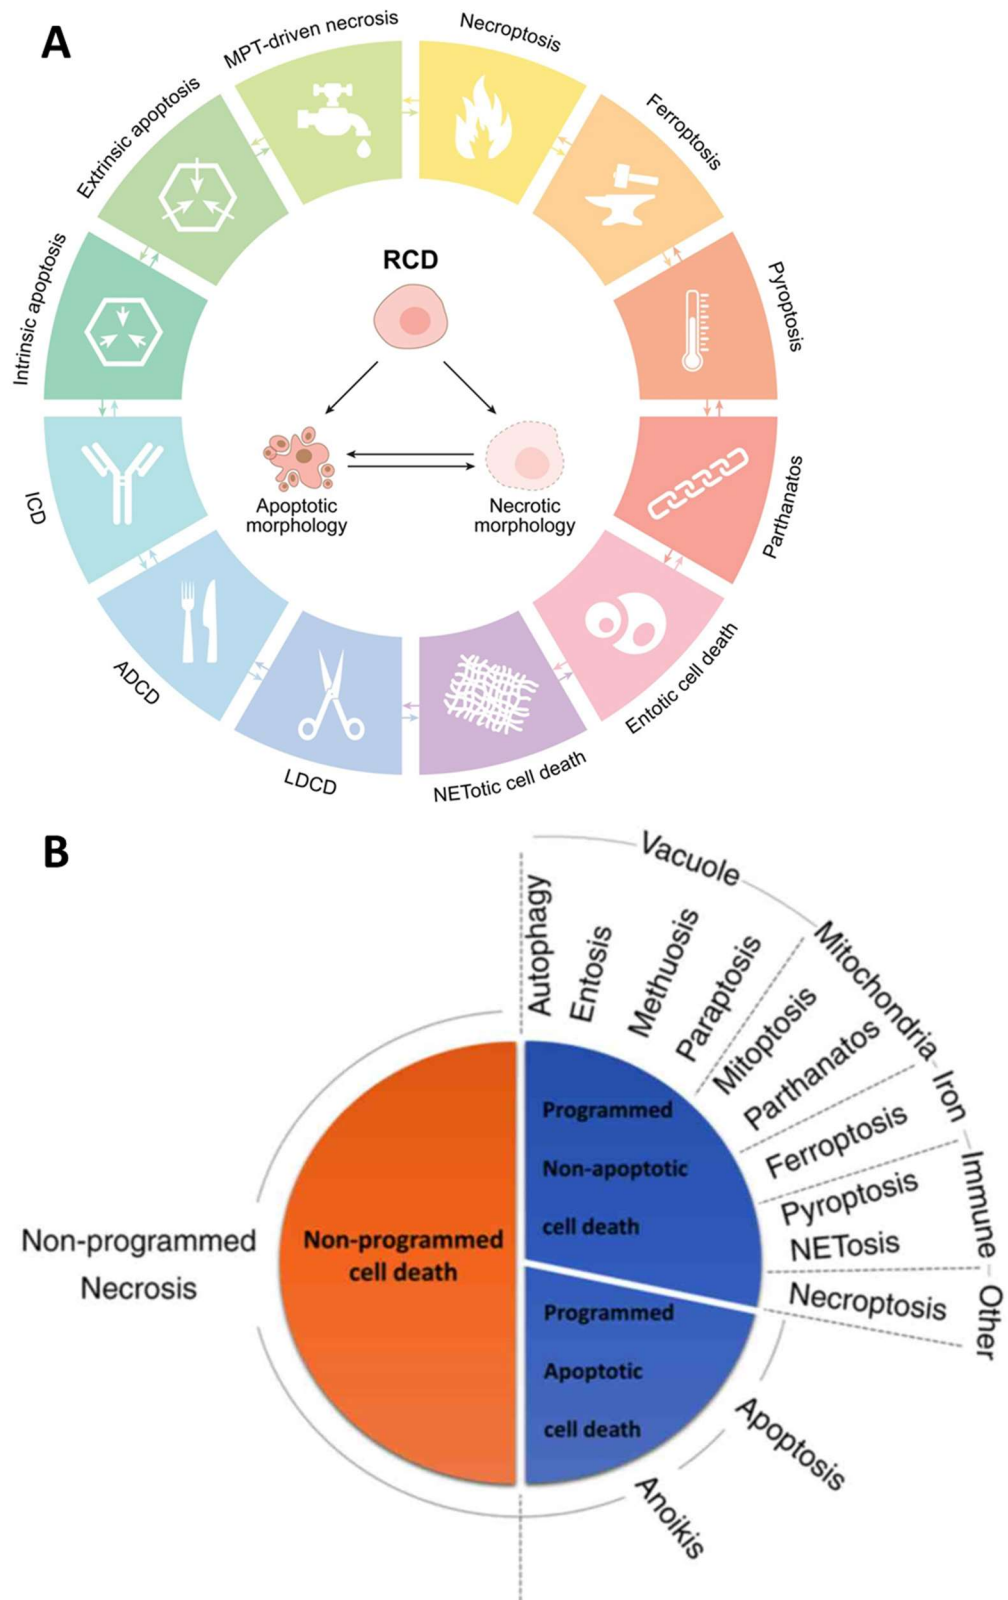 A
MPT-driven necrosis
Necroptosis
Ferroptosis
Pyroptosis
Parthanatos
Entotic cell death
NETotic cell death
LDCD
ADCD
ICD
Intrinsic apoptosis
Extrinsic apoptosis
RCD
Apoptotic
morphology
Necrotic
morphology
B
Vacuole
Autophagy
Entosis
Methuosis
Paraptosis
Mitochondria
Mitoptosis
Parthanatos
Iron
Ferroptosis
Immune
Pyroptosis
NETosis
Other
Necroptosis
Programmed
Non-apoptotic
cell death
Non-programmed
Necrosis
Non-programmed
cell death
Programmed
Apoptotic
cell death
Apoptosis
Anoikis